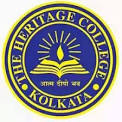 THE HERITAGE COLLEGE
आत्म दीपो भव
• KOLKATA •